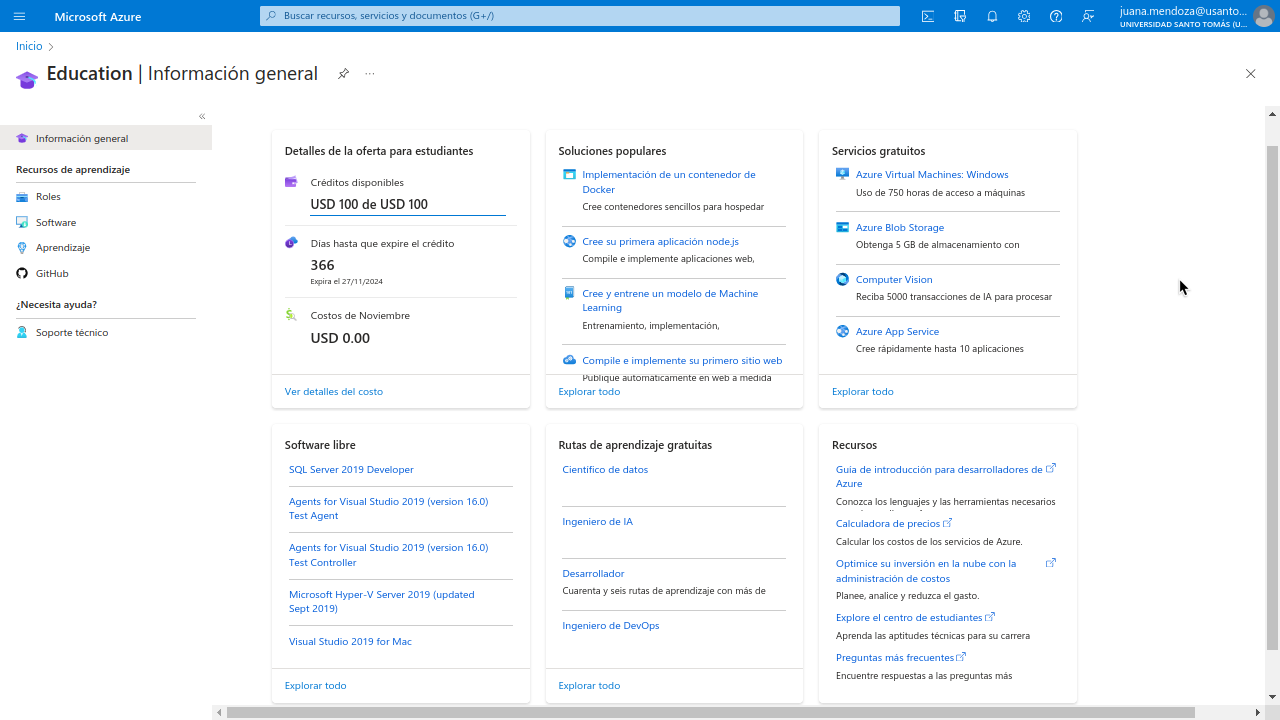 Microsoft Azure
Buscar recursos, servicios y documentos (G+/)
juana.mendoza@usanto...
UNIVERSIDAD SANTO TOMÁS (U...
Inicio
Education | Información general
Información general
Recursos de aprendizaje
Roles
Software
Aprendizaje
GitHub
¿Necesita ayuda?
Soporte técnico
Detalles de la oferta para estudiantes
Créditos disponibles
USD 100 de USD 100
Días hasta que expire el crédito
366
Expira el 27/11/2024
Costos de Noviembre
USD 0.00
Ver detalles del costo
Soluciones populares
Implementación de un contenedor de
Docker
Cree contenedores sencillos para hospedar
Cree su primera aplicación node.js
Compile e implemente aplicaciones web,
Cree y entrene un modelo de Machine
Learning
Entrenamiento, implementación,
Compile e implemente su primero sitio web
Publique automáticamente en web a medida
Explorar todo
Servicios gratuitos
Azure Virtual Machines: Windows
Uso de 750 horas de acceso a máquinas
Azure Blob Storage
Obtenga 5 GB de almacenamiento con
Computer Vision
Reciba 5000 transacciones de IA para procesar
Azure App Service
Cree rápidamente hasta 10 aplicaciones
Explorar todo
Software libre
SQL Server 2019 Developer
Agents for Visual Studio 2019 (version 16.0)
Test Agent
Agents for Visual Studio 2019 (version 16.0)
Test Controller
Microsoft Hyper-V Server 2019 (updated
Sept 2019)
Visual Studio 2019 for Mac
Explorar todo
Rutas de aprendizaje gratuitas
Científico de datos
Ingeniero de IA
Desarrollador
Cuarenta y seis rutas de aprendizaje con más de
Ingeniero de DevOps
Explorar todo
Recursos
Guía de introducción para desarrolladores de
Azure
Conozca los lenguajes y las herramientas necesarios
Calculadora de precios
Calcular los costos de los servicios de Azure.
Optimice su inversión en la nube con la
administración de costos
Planee, analice y reduzca el gasto.
Explore el centro de estudiantes
Aprenda las aptitudes técnicas para su carrera
Preguntas más frecuentes
Encuentre respuestas a las preguntas más